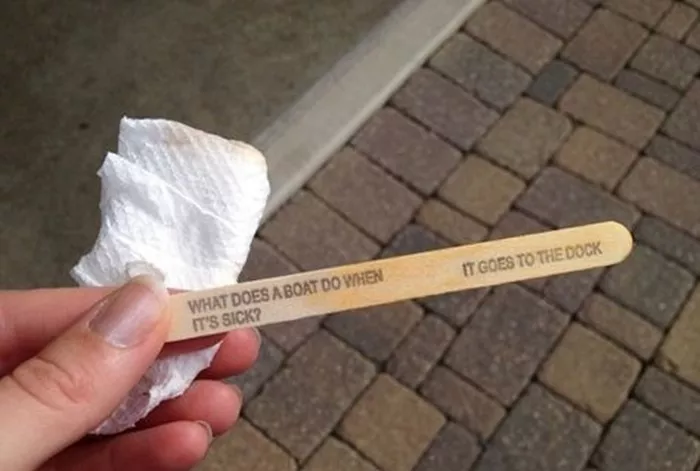 WHAT DOES A BOAT DO WHEN
IT'S SICK?
IT GOES TO THE DOCK